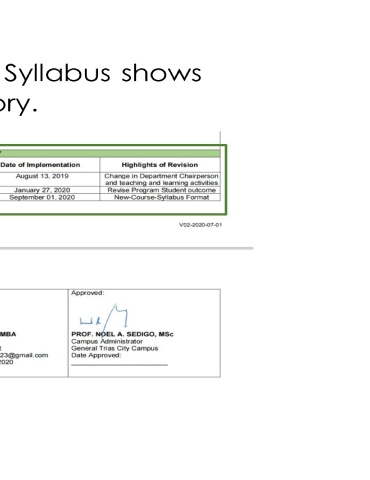 Syllabus shows
ory.
Date of Implementation Highlights of Revision
August 13, 2019 Change in Department Chairperson
and teaching and learning activities
January 27, 2020 Revise Program Student outcome
September 01, 2020 New-Course-Syllabus Format
V02-2020-07-01
Approved:
MBA PROF. NOEL A. SEDIGO, MSc
Campus Administrator
General Trias City Campus
23@gmail.com Date Approved:
2020